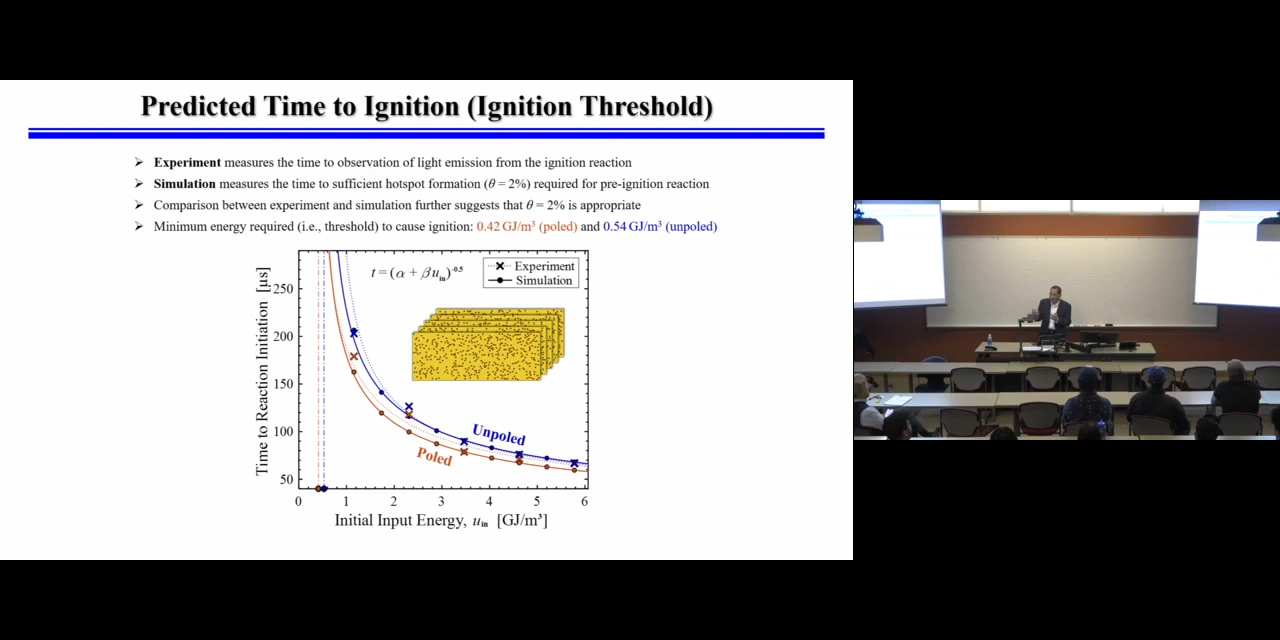 Predicted Time to Ignition (Ignition Threshold)
➢ Experiment measures the time to observation of light emission from the ignition reaction
➢ Simulation measures the time to sufficient hotspot formation (θ = 2%) required for pre-ignition reaction
➢ Comparison between experiment and simulation further suggests that θ = 2% is appropriate
➢ Minimum energy required (i.e., threshold) to cause ignition: 0.42 GJ/m³ (poled) and 0.54 GJ/m³ (unpoled)
t = (α + βu_in)^-0.5
Experiment
Simulation
Time to Reaction Initiation [µs]
250
200
150
100
50
Unpoled
Poled
0 1 2 3 4 5 6
Initial Input Energy, u_in [GJ/m³]